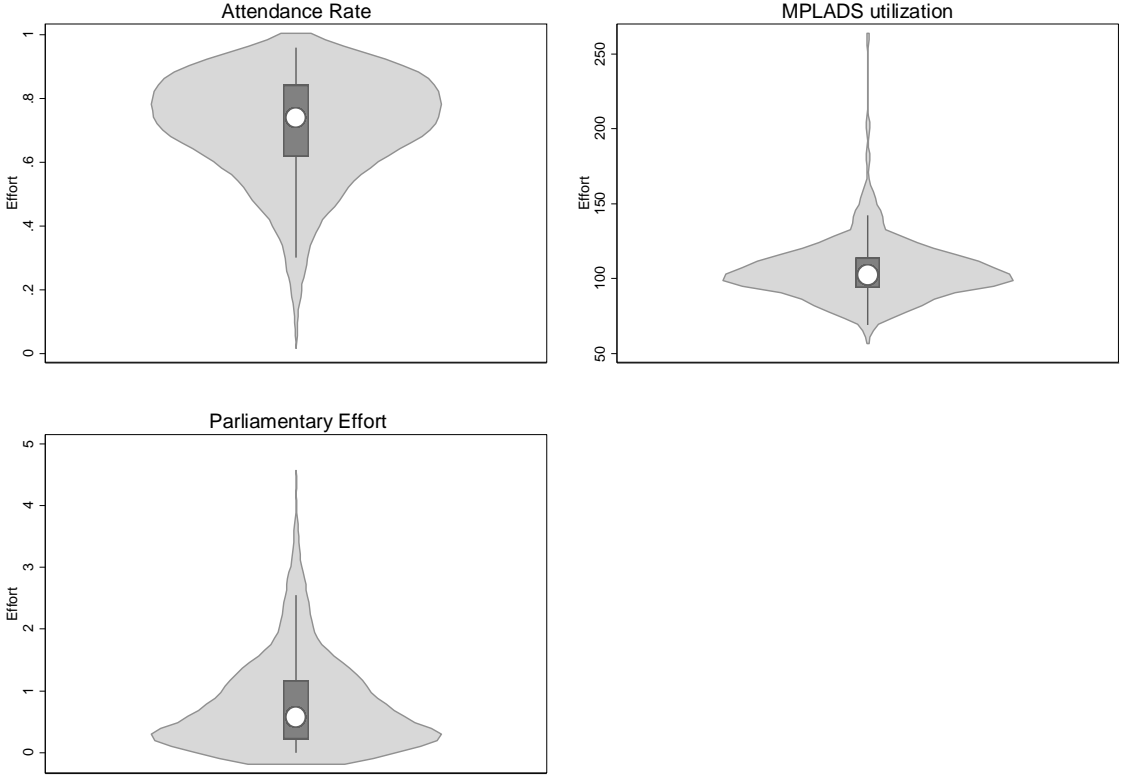 Attendance Rate
Effort
1
.8
.6
.4
.2
0
MPLADS utilization
Effort
250
200
150
100
50
Parliamentary Effort
Effort
5
4
3
2
1
0